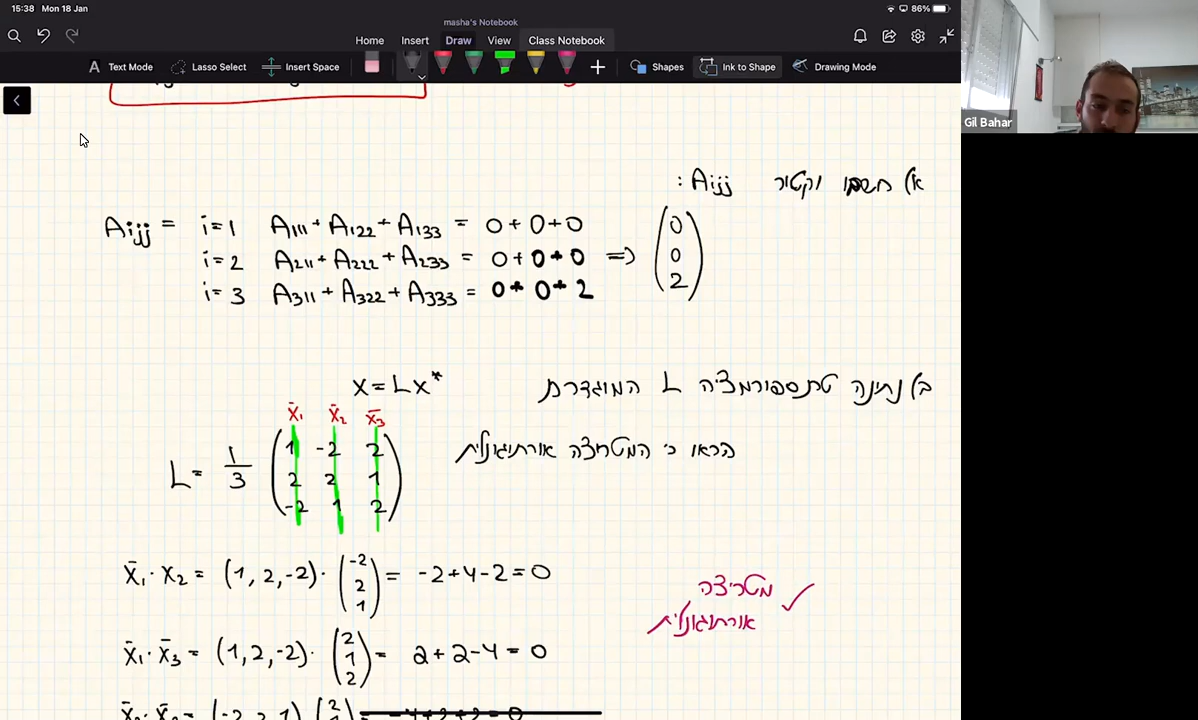 15:38 Mon 18 Jan
86%
masha's Notebook
Home Insert Draw View Class Notebook
Text Mode Lasso Select Insert Space Shapes Ink to Shape Drawing Mode
Gil Bahar
א) חשבו וקטור Aijj :
Aijj = i=1 A111 + A122 + A133 = 0+0+0
i=2 A211 + A222 + A233 = 0+0+0 => (0 0 2)
i=3 A311 + A322 + A333 = 0+0+2
ב) נתינה טרנספורמציה L המוגדרת x = Lx*
הראו כי המטריצה אורתוגונלית
x̄1 x̄2 x̄3
L = 1/3
1 -2 2
2 2 1
-2 1 2
x̄1 · x2 = (1, 2, -2) · (-2 2 1) = -2+4-2 = 0
מטריצה ✓
אורתוגונלית
x̄1 · x̄3 = (1, 2, -2) · (2 1 2) = 2+2-4 = 0